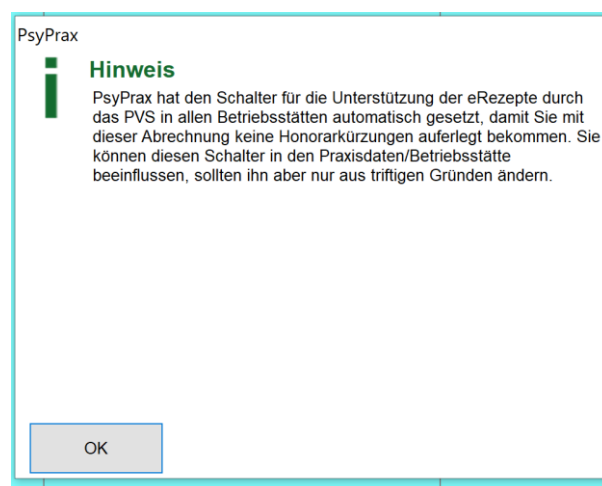 PsyPrax
Hinweis
PsyPrax hat den Schalter für die Unterstützung der eRezepte durch
das PVS in allen Betriebsstätten automatisch gesetzt, damit Sie mit
dieser Abrechnung keine Honorarkürzungen auferlegt bekommen. Sie
können diesen Schalter in den Praxisdaten/Betriebsstätte
beeinflussen, sollten ihn aber nur aus triftigen Gründen ändern.
OK